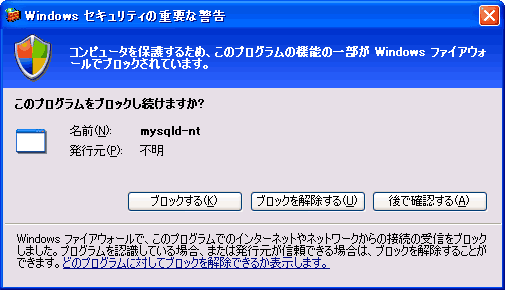 Windows セキュリティの重要な警告
コンピュータを保護するため、このプログラムの機能の一部が Windows ファイアウォ
ールでブロックされています。
このプログラムをブロックし続けますか?
名前(N): mysqld-nt
発行元(P): 不明
ブロックする(K) ブロックを解除する(U) 後で確認する(A)
Windows ファイアウォールで、このプログラムでのインターネットやネットワークからの接続の受信をブロック
しました。プログラムを認識している場合、または発行元が信頼できる場合は、ブロックを解除することが
できます。どのプログラムに対してブロックを解除できるか表示します。